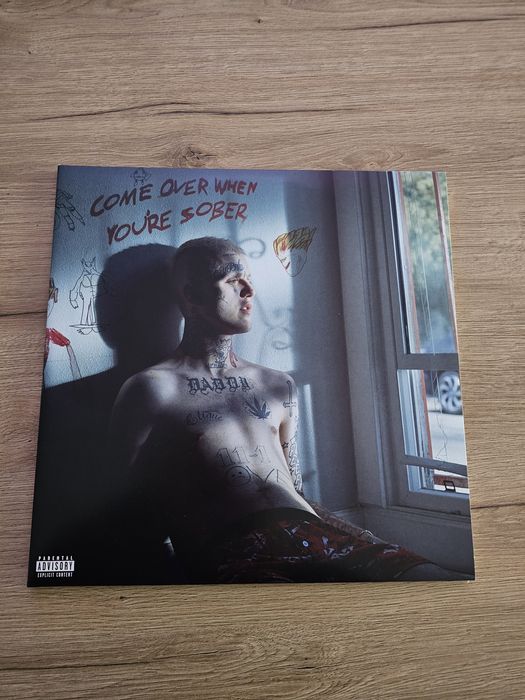 COME OVER WHEN
YOU'RE SOBER
DADDY
PARENTAL
ADVISORY
EXPLICIT CONTENT